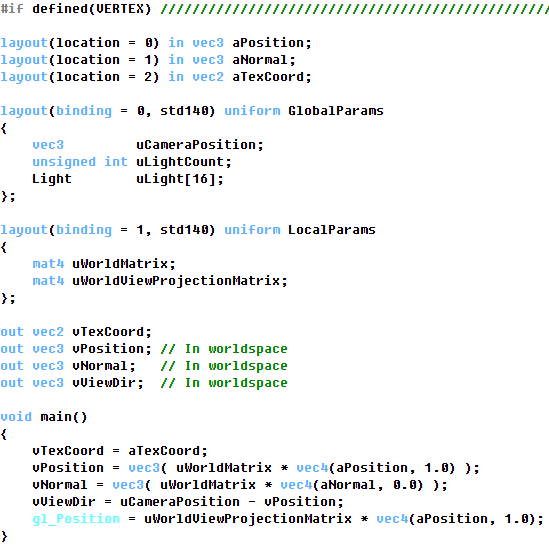 #if defined(VERTEX) /////////////////////////////////////////////////
layout(location = 0) in vec3 aPosition;
layout(location = 1) in vec3 aNormal;
layout(location = 2) in vec2 aTexCoord;
layout(binding = 0, std140) uniform GlobalParams
{
    vec3         uCameraPosition;
    unsigned int uLightCount;
    Light        uLight[16];
};
layout(binding = 1, std140) uniform LocalParams
{
    mat4 uWorldMatrix;
    mat4 uWorldViewProjectionMatrix;
};
out vec2 vTexCoord;
out vec3 vPosition; // In worldspace
out vec3 vNormal;   // In worldspace
out vec3 vViewDir;  // In worldspace
void main()
{
    vTexCoord = aTexCoord;
    vPosition = vec3( uWorldMatrix * vec4(aPosition, 1.0) );
    vNormal = vec3( uWorldMatrix * vec4(aNormal, 0.0) );
    vViewDir = uCameraPosition - vPosition;
    gl_Position = uWorldViewProjectionMatrix * vec4(aPosition, 1.0);
}